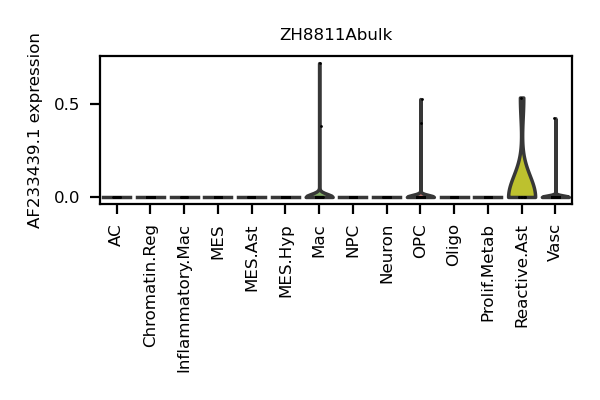 ZH8811Abulk
AF233439.1 expression
0.5
0.0
AC
Chromatin.Reg
Inflammatory.Mac
MES
MES.Ast
MES.Hyp
Mac
NPC
Neuron
OPC
Oligo
Prolif.Metab
Reactive.Ast
Vasc